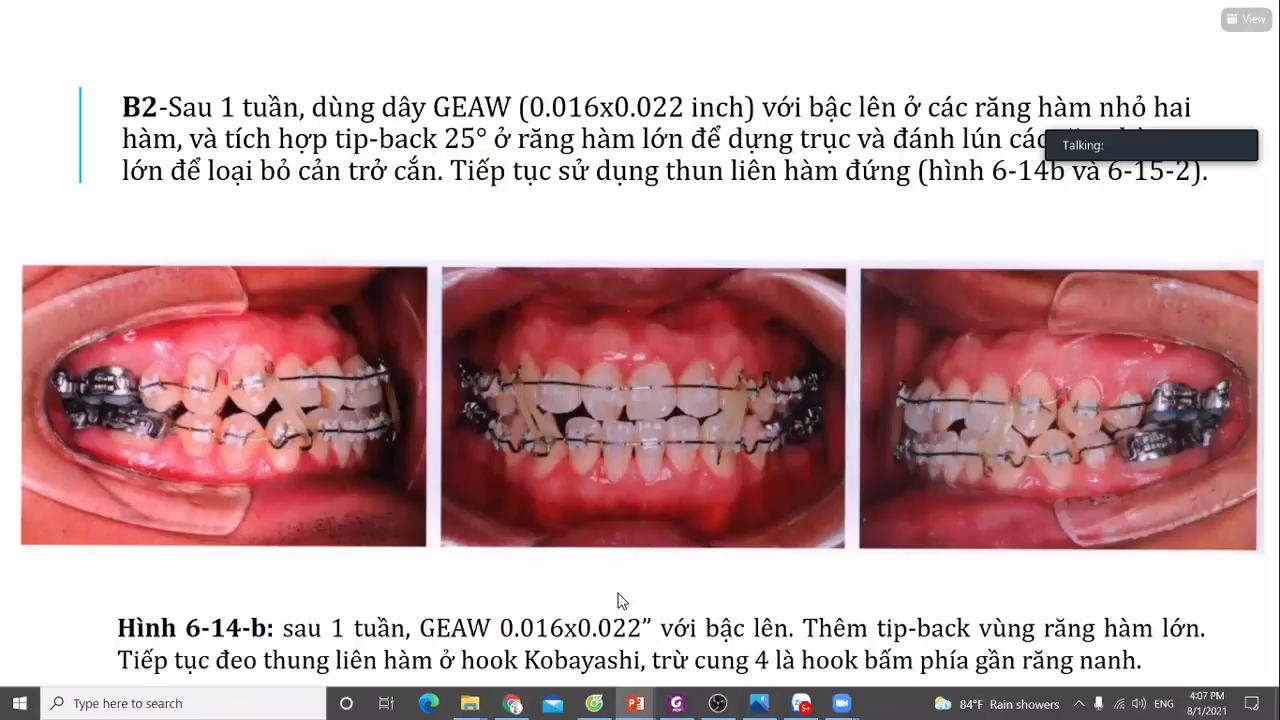 View
B2-Sau 1 tuần, dùng dây GEAW (0.016x0.022 inch) với bậc lên ở các răng hàm nhỏ hai
hàm, và tích hợp tip-back 25° ở răng hàm lớn để dựng trục và đánh lún
Talking:
lớn để loại bỏ cản trở cắn. Tiếp tục sử dụng thun liên hàm đứng (hình 6-14b và 6-15-2).
Hình 6-14-b: sau 1 tuần, GEAW 0.016x0.022” với bậc lên. Thêm tip-back vùng răng hàm lớn.
Tiếp tục đeo thung liên hàm ở hook Kobayashi, trừ cung 4 là hook bấm phía gần răng nanh.
Type here to search
84°F Rain showers
ENG
4:07 PM
8/1/2021